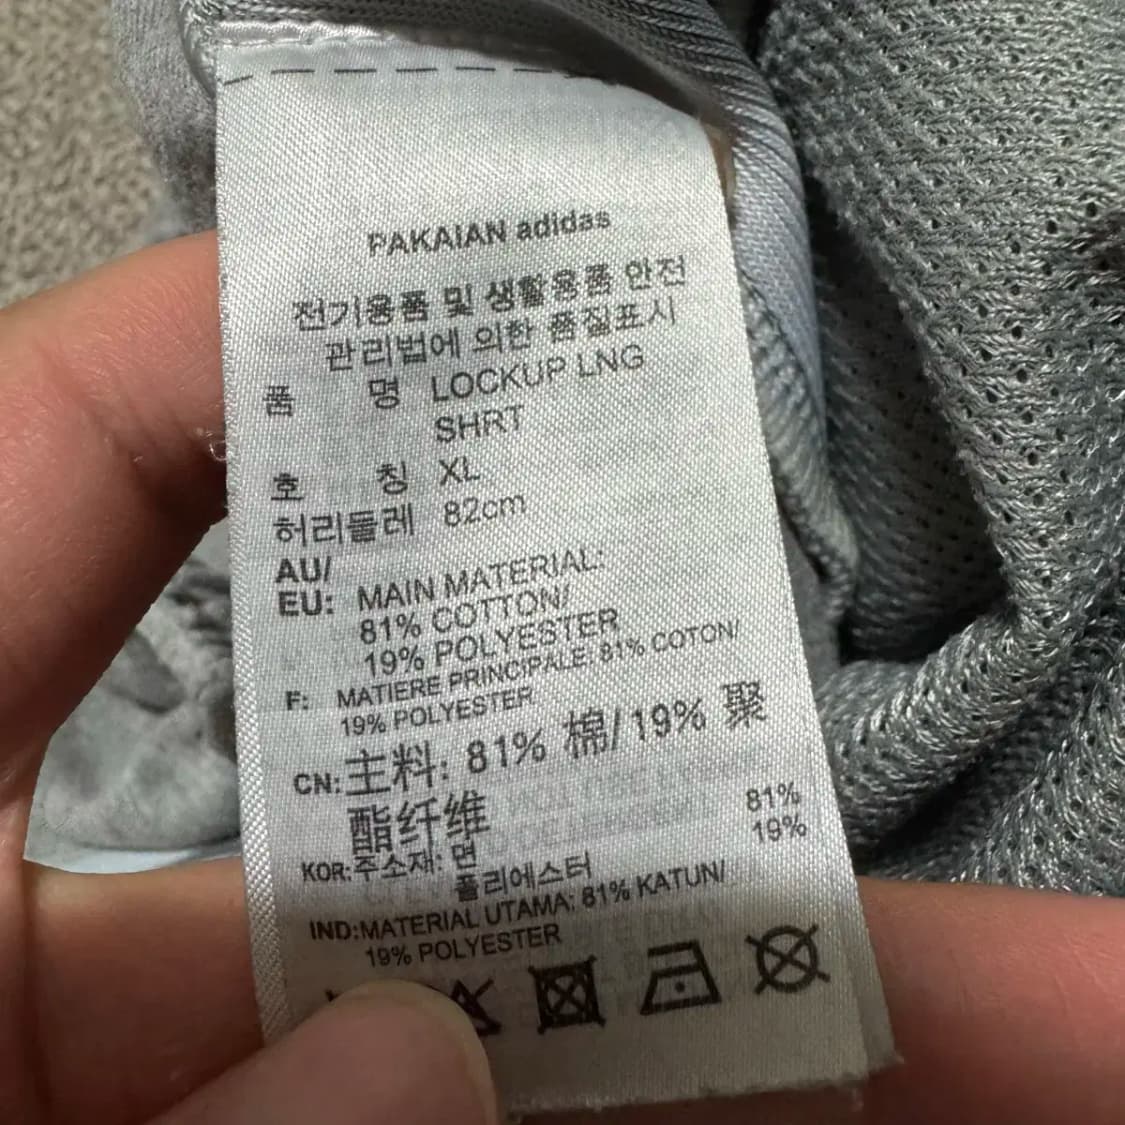 PAKAIAN adidas
전기용품 및 생활용품 안전
관리법에 의한 품질표시
품 명 LOCKUP LNG
SHRT
호 칭 XL
허리둘레 82cm
AU/
EU: MAIN MATERIAL:
81% COTTON/
19% POLYESTER
F: MATIERE PRINCIPALE: 81% COTON/
19% POLYESTER
CN: 主料: 81% 棉/19% 聚
酯纤维
KOR: 주소재: 면 81%
폴리에스터 19%
IND:MATERIAL UTAMA: 81% KATUN/
19% POLYESTER